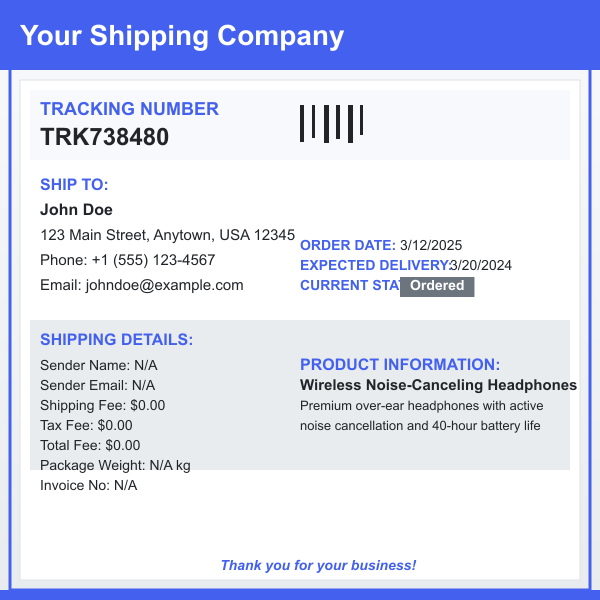 Your Shipping Company
TRACKING NUMBER
TRK738480
SHIP TO:
John Doe
123 Main Street, Anytown, USA 12345
Phone: +1 (555) 123-4567
Email: johndoe@example.com
ORDER DATE: 3/12/2025
EXPECTED DELIVERY: 3/20/2024
CURRENT STAT Ordered
SHIPPING DETAILS:
Sender Name: N/A
Sender Email: N/A
Shipping Fee: $0.00
Tax Fee: $0.00
Total Fee: $0.00
Package Weight: N/A kg
Invoice No: N/A
PRODUCT INFORMATION:
Wireless Noise-Canceling Headphones
Premium over-ear headphones with active
noise cancellation and 40-hour battery life
Thank you for your business!